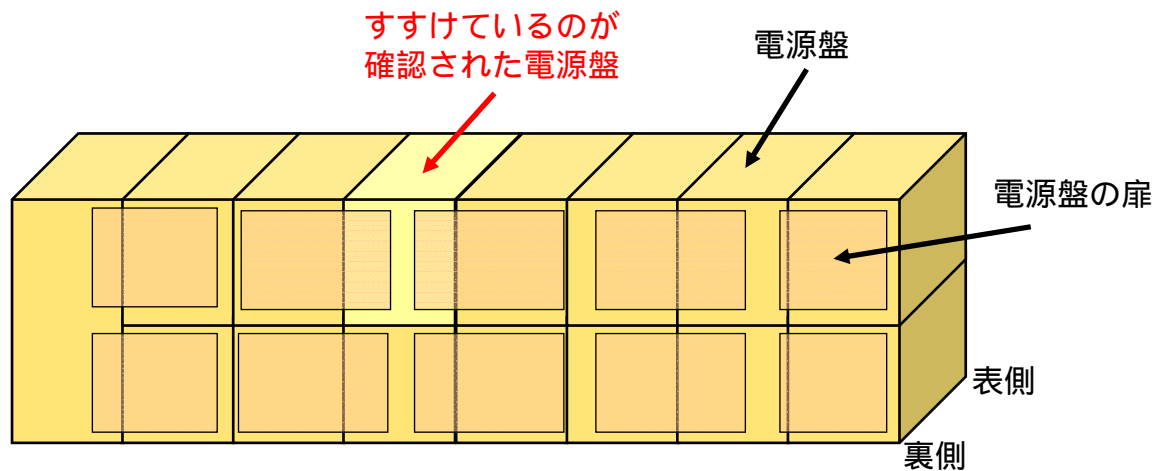 すすけているのが
確認された電源盤
電源盤
電源盤の扉
表側
裏側